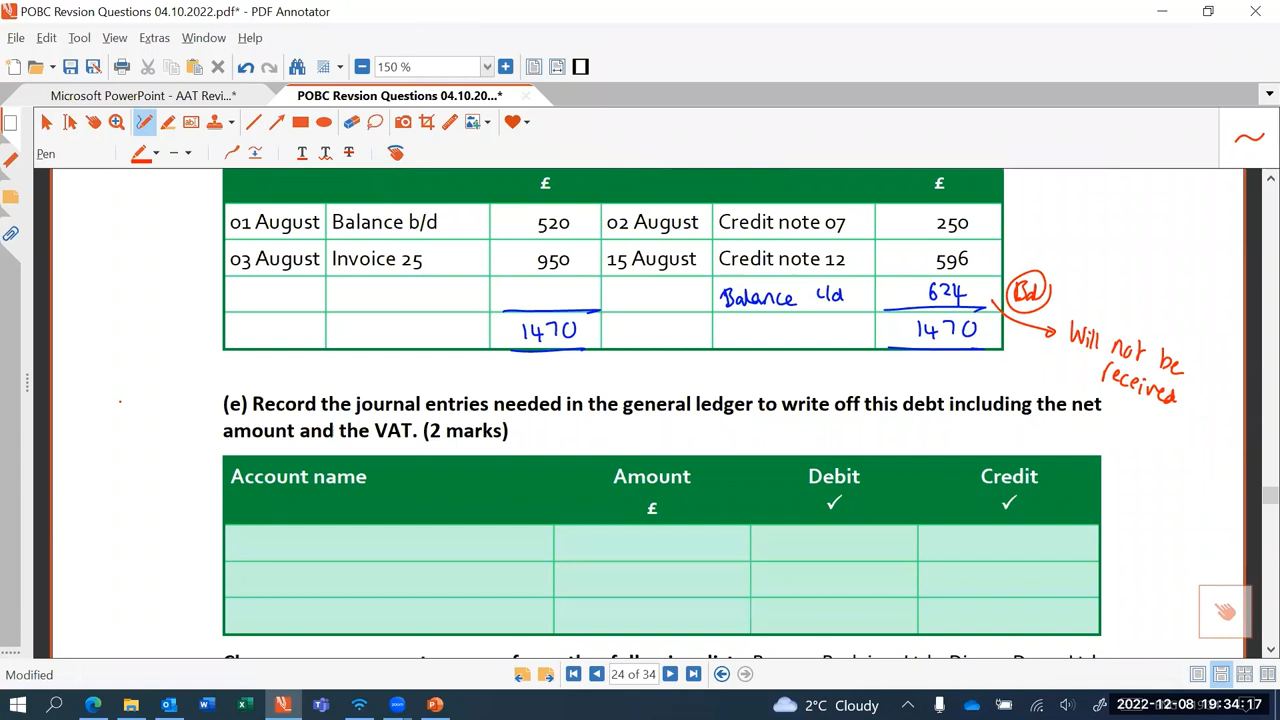 POBC Revision Questions 04.10.2022.pdf* - PDF Annotator
File Edit Tool View Extras Window Help
150 %
Microsoft PowerPoint - AAT Revi...*
POBC Revsion Questions 04.10.20...*
Pen
£ £
01 August Balance b/d 520 02 August Credit note 07 250
03 August Invoice 25 950 15 August Credit note 12 596
Balance c/d 624
1470 1470
Will not be
received
(e) Record the journal entries needed in the general ledger to write off this debt including the net
amount and the VAT. (2 marks)
Account name Amount Debit Credit
£ ✓ ✓
Modified
24 of 34
2°C Cloudy
2022-12-08 19:34:17